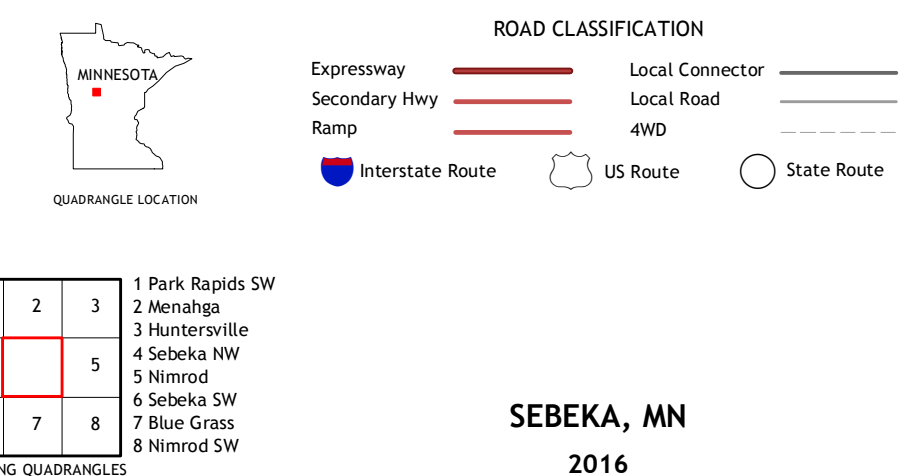 ROAD CLASSIFICATION
MINNESOTA
QUADRANGLE LOCATION
Expressway
Local Connector
Secondary Hwy
Local Road
Ramp
4WD
Interstate Route
US Route
State Route
2
3
5
7
8
1 Park Rapids SW
2 Menahga
3 Huntersville
4 Sebeka NW
5 Nimrod
6 Sebeka SW
7 Blue Grass
8 Nimrod SW
NG QUADRANGLES
SEBEKA, MN
2016